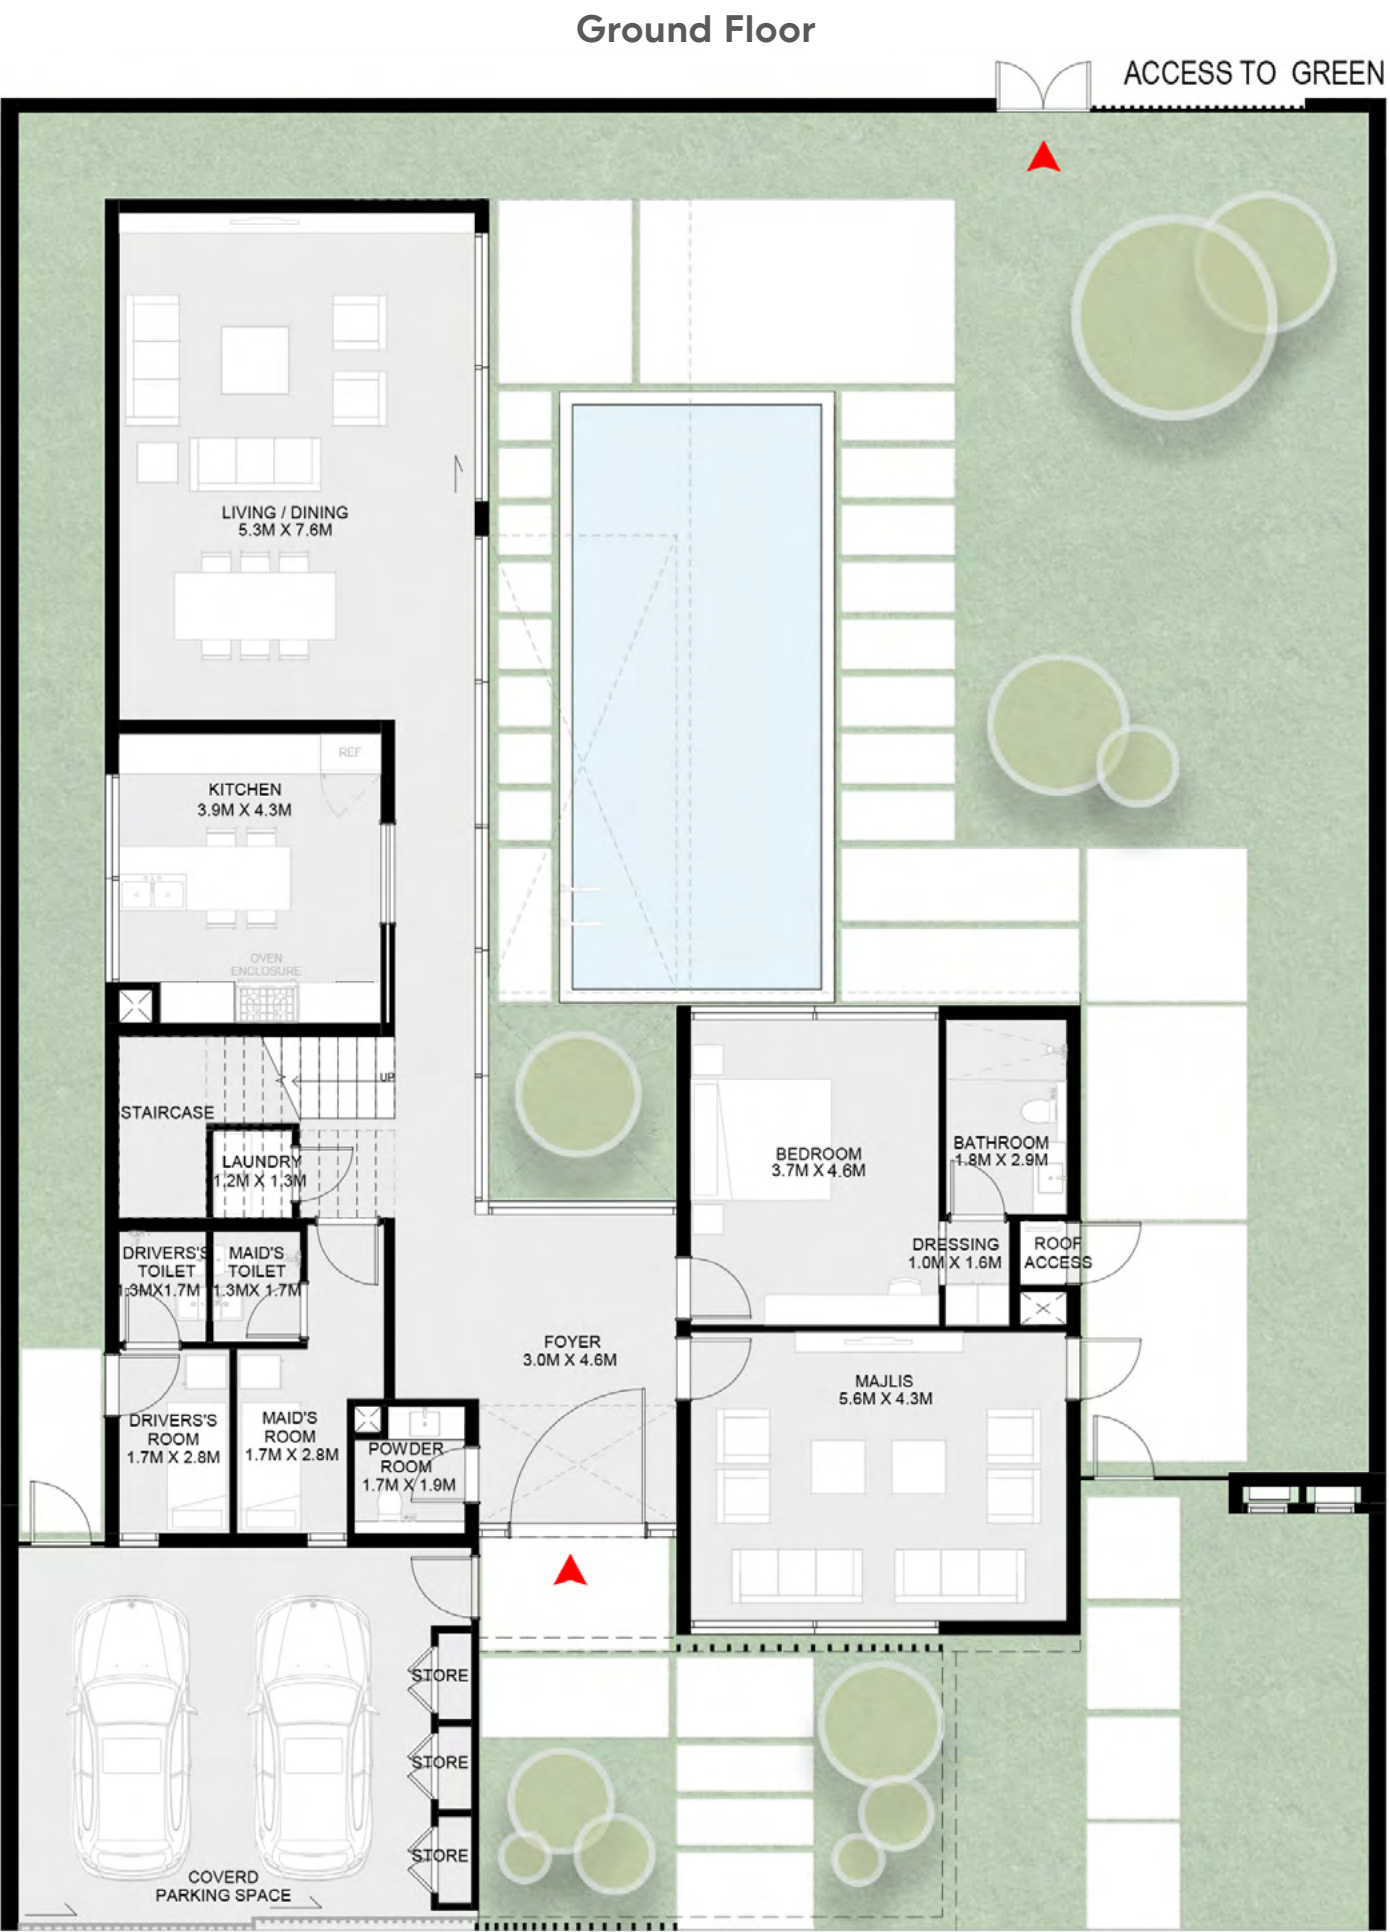 Ground Floor
ACCESS TO GREEN
LIVING / DINING
5.3M X 7.6M
REF
KITCHEN
3.9M X 4.3M
OVEN
ENCLOSURE
UP
STAIRCASE
LAUNDRY
1.2M X 1.3M
BEDROOM
3.7M X 4.6M
BATHROOM
1.8M X 2.9M
DRIVERS'S
TOILET
1.3MX1.7M
MAID'S
TOILET
1.3MX 1.7M
DRESSING
1.0M X 1.6M
ROOF
ACCESS
FOYER
3.0M X 4.6M
MAJLIS
5.6M X 4.3M
DRIVERS'S
ROOM
1.7M X 2.8M
MAID'S
ROOM
1.7M X 2.8M
POWDER
ROOM
1.7M X 1.9M
STORE
STORE
STORE
COVERD
PARKING SPACE